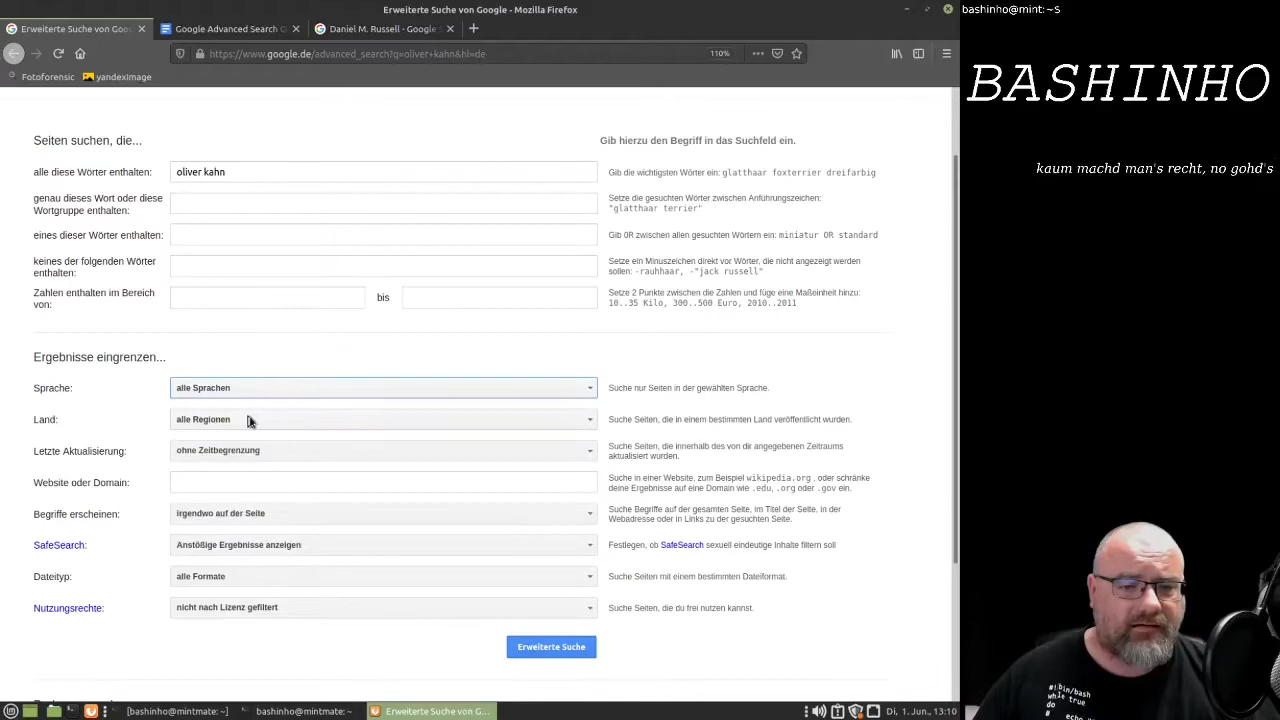 Erweiterte Suche von Google - Mozilla Firefox
bashinho@mint:~$
Erweiterte Suche von Google
Google Advanced Search O
Daniel M. Russell - Google S
https://www.google.de/advanced_search?q=oliver+kahn&hl=de
110%
Fotoforensic
yandexImage
BASHINHO
kaum machd man's recht, no gohd's
Seiten suchen, die...
Gib hierzu den Begriff in das Suchfeld ein.
alle diese Wörter enthalten:
oliver kahn
Gib die wichtigsten Wörter ein: glatthaar foxterrier dreifarbig
genau dieses Wort oder diese
Wortgruppe enthalten:
Setze die gesuchten Wörter zwischen Anführungszeichen:
"glatthaar terrier"
eines dieser Wörter enthalten:
Gib OR zwischen allen gesuchten Wörtern ein: miniatur OR standard
keines der folgenden Wörter
enthalten:
Setze ein Minuszeichen direkt vor Wörter, die nicht angezeigt werden
sollen: -rauhhaar, -"jack russell"
Zahlen enthalten im Bereich
von:
bis
Setze 2 Punkte zwischen die Zahlen und füge eine Maßeinheit hinzu:
10..35 Kilo, 300..500 Euro, 2010..2011
Ergebnisse eingrenzen...
Sprache:
alle Sprachen
Suche nur Seiten in der gewählten Sprache.
Land:
alle Regionen
Suche Seiten, die in einem bestimmten Land veröffentlicht wurden.
Letzte Aktualisierung:
ohne Zeitbegrenzung
Suche Seiten, die innerhalb des von dir angegebenen Zeitraums
aktualisiert wurden.
Website oder Domain:
Suche in einer Website, zum Beispiel wikipedia.org , oder schränke
deine Ergebnisse auf eine Domain wie .edu, .org oder .gov ein.
Begriffe erscheinen:
irgendwo auf der Seite
Suche Begriffe auf der gesamten Seite, im Titel der Seite, in der
Webadresse oder in Links zu der gesuchten Seite.
SafeSearch:
Anstößige Ergebnisse anzeigen
Festlegen, ob SafeSearch sexuell eindeutige Inhalte filtern soll
Dateityp:
alle Formate
Suche Seiten mit einem bestimmten Dateiformat.
Nutzungsrechte:
nicht nach Lizenz gefiltert
Suche Seiten, die du frei nutzen kannst.
Erweiterte Suche
#!/bin/bash
while true
do
echo
[bashinho@mintmate:~]
bashinho@mintmate: ~
Erweiterte Suche von G...
Di, 1. Jun, 13:10